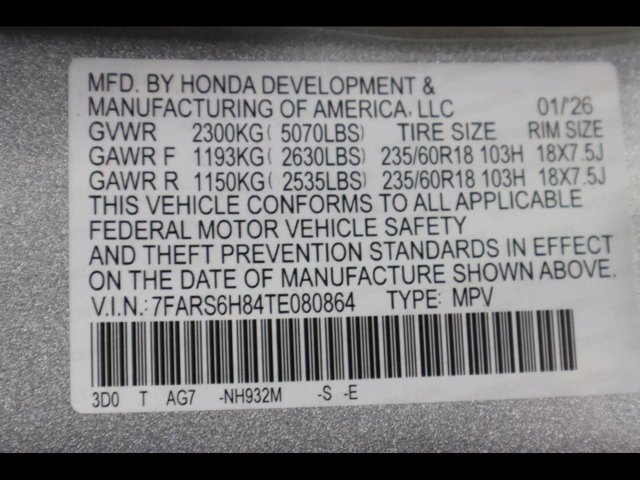 MFD. BY HONDA DEVELOPMENT &
MANUFACTURING OF AMERICA, LLC 01/'26
GVWR 2300KG(5070LBS) TIRE SIZE RIM SIZE
GAWR F 1193KG(2630LBS) 235/60R18 103H 18X7.5J
GAWR R 1150KG(2535LBS) 235/60R18 103H 18X7.5J
THIS VEHICLE CONFORMS TO ALL APPLICABLE
FEDERAL MOTOR VEHICLE SAFETY
AND THEFT PREVENTION STANDARDS IN EFFECT
ON THE DATE OF MANUFACTURE SHOWN ABOVE.
V.I.N.: 7FARS6H84TE080864 TYPE: MPV
3D0 T AG7 -NH932M -S -E